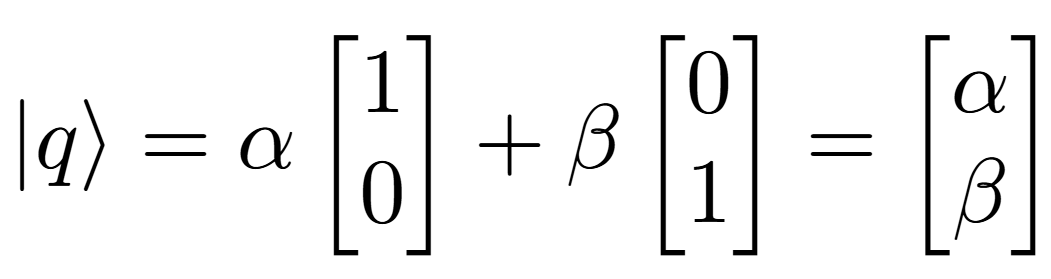 |q⟩ = α [1 0] + β [0 1] = [α β]